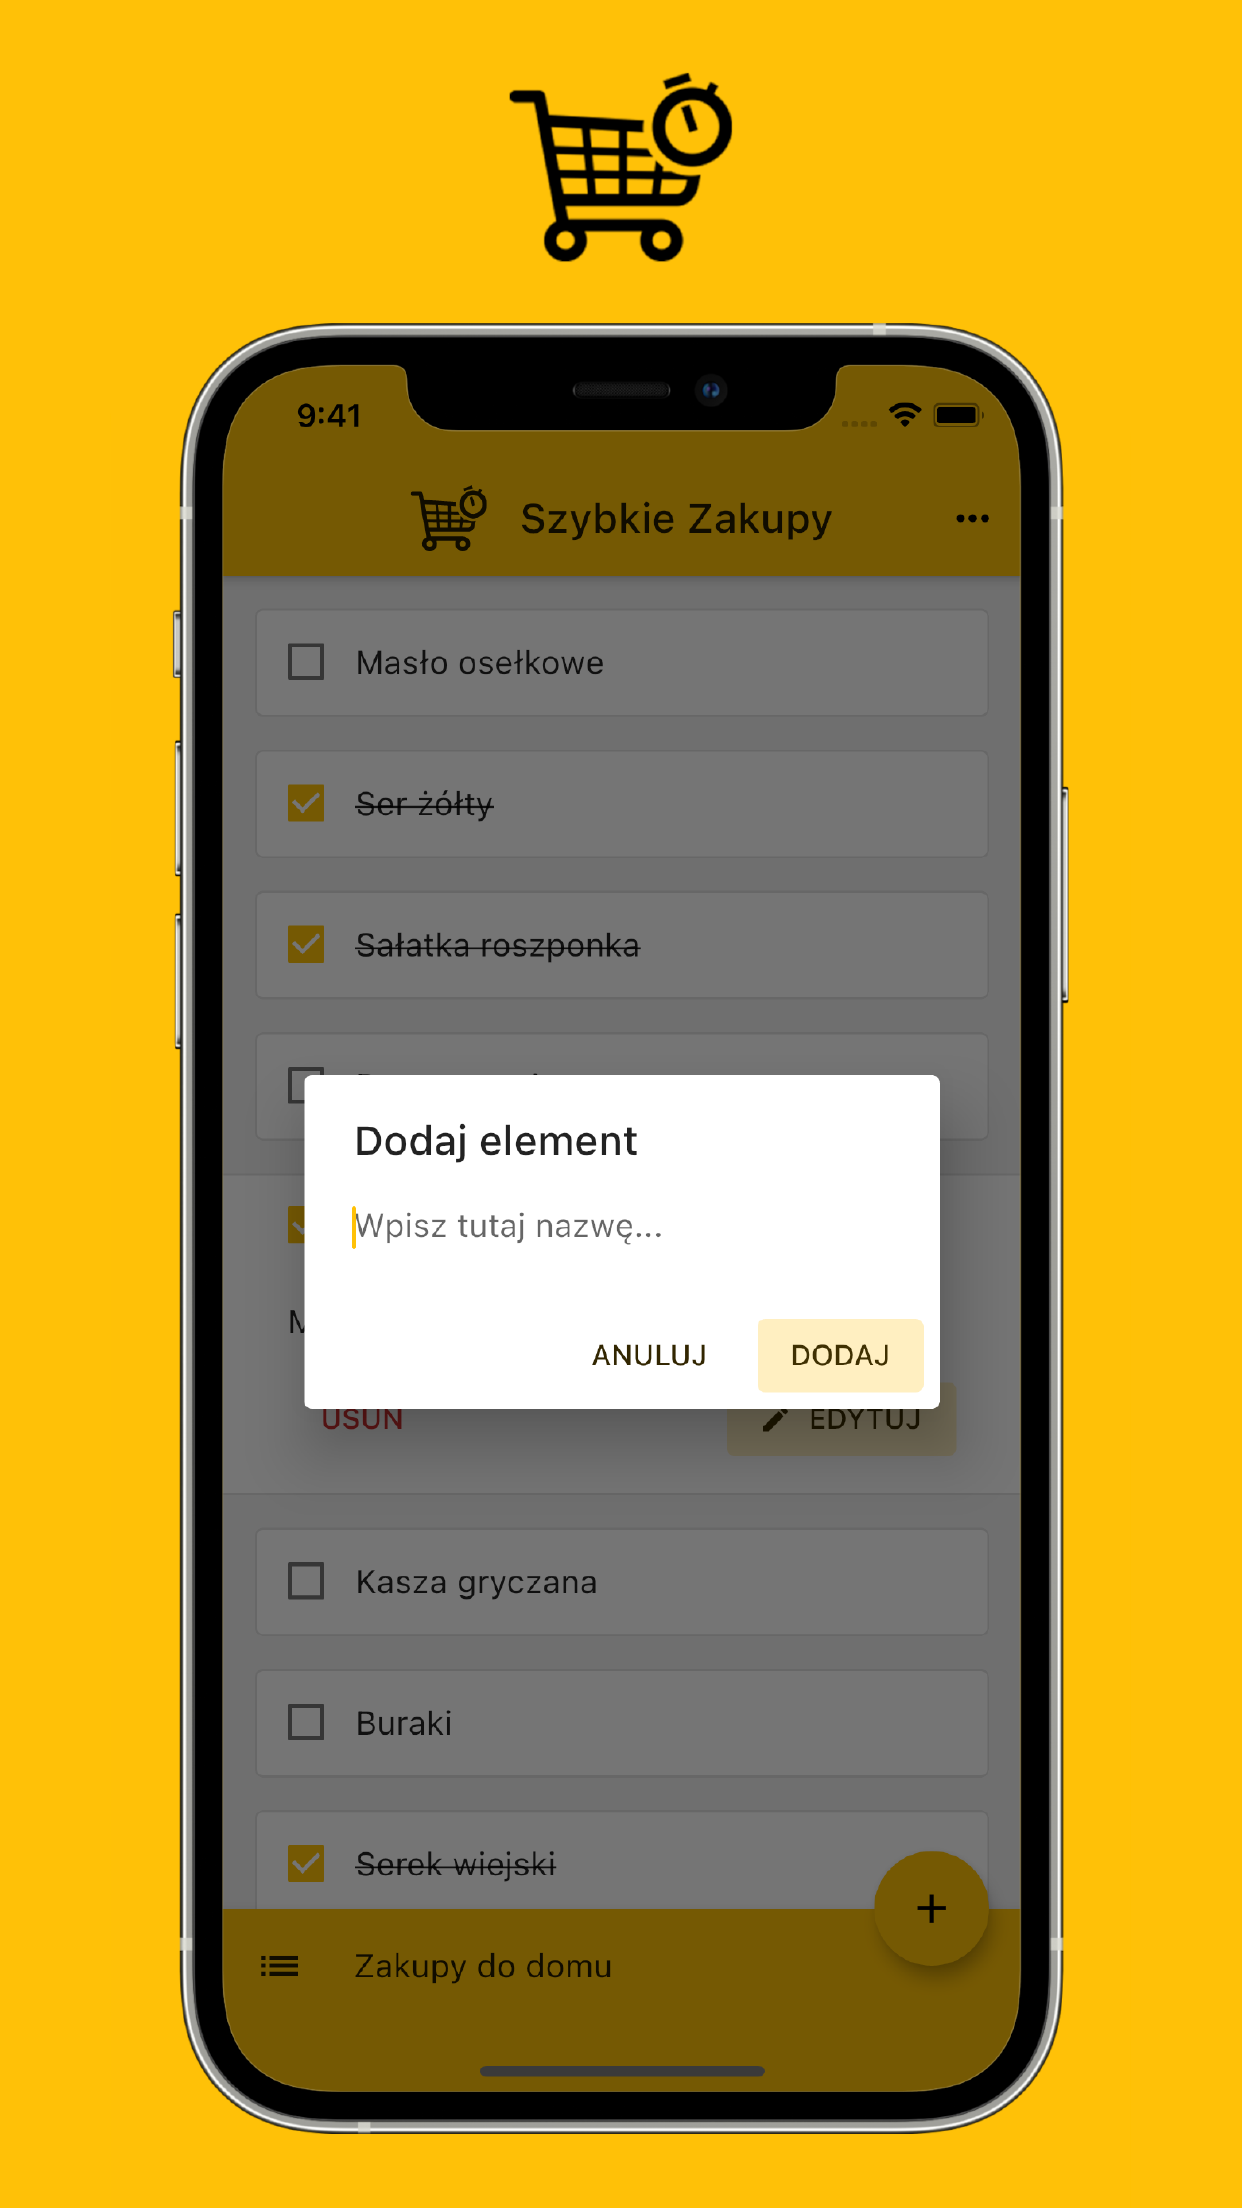 9:41
Szybkie Zakupy
Masło osełkowe
Ser żółty
Sałatka roszponka
Dodaj element
Wpisz tutaj nazwę...
ANULUJ
DODAJ
USUŃ
EDYTUJ
Kasza gryczana
Buraki
Serek wiejski
Zakupy do domu